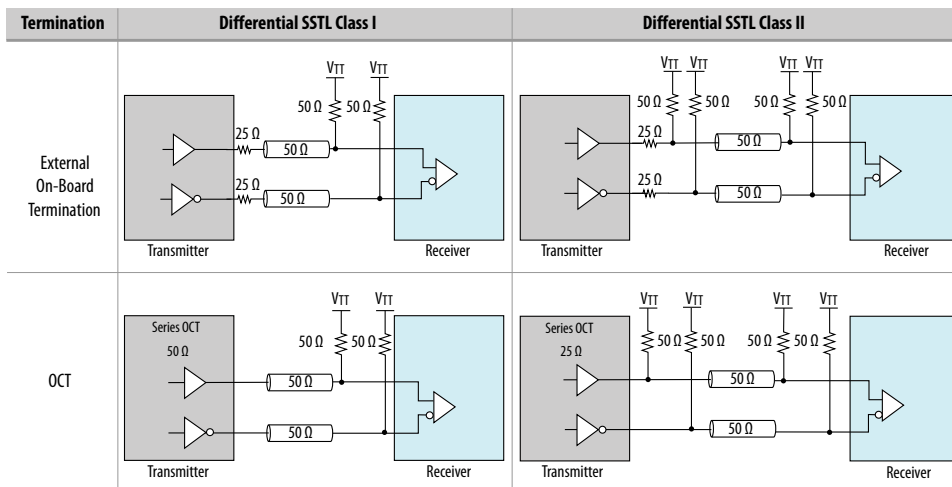 Termination
Differential SSTL Class I
Differential SSTL Class II
External
On-Board
Termination
VTT VTT
50 Ω 50 Ω
25 Ω
50 Ω
25 Ω
50 Ω
Transmitter
Receiver
VTT VTT VTT VTT
50 Ω 50 Ω 50 Ω 50 Ω
25 Ω
50 Ω
25 Ω
50 Ω
Transmitter
Receiver
OCT
VTT VTT
Series OCT
50 Ω
50 Ω 50 Ω
50 Ω
50 Ω
Transmitter
Receiver
VTT VTT VTT VTT
Series OCT
25 Ω
50 Ω 50 Ω 50 Ω 50 Ω
50 Ω
50 Ω
Transmitter
Receiver